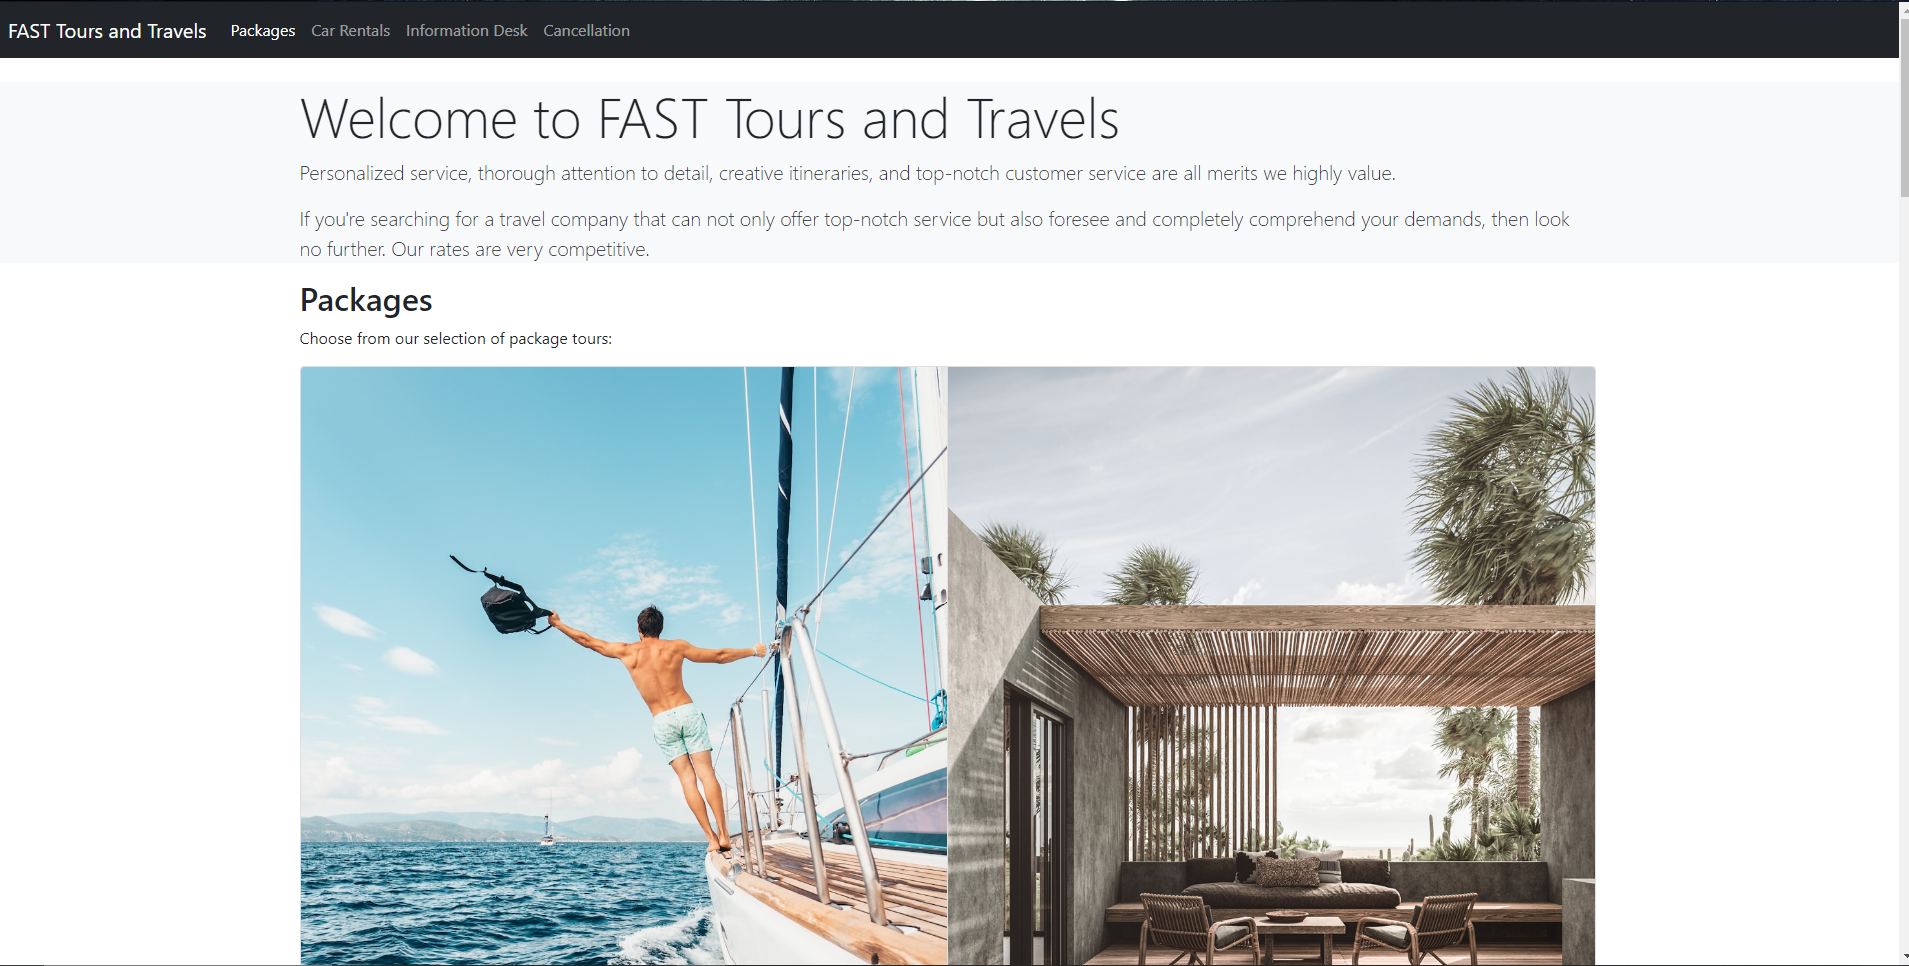 FAST Tours and Travels Packages Car Rentals Information Desk Cancellation
Welcome to FAST Tours and Travels
Personalized service, thorough attention to detail, creative itineraries, and top-notch customer service are all merits we highly value.
If you're searching for a travel company that can not only offer top-notch service but also foresee and completely comprehend your demands, then look
no further. Our rates are very competitive.
Packages
Choose from our selection of package tours: